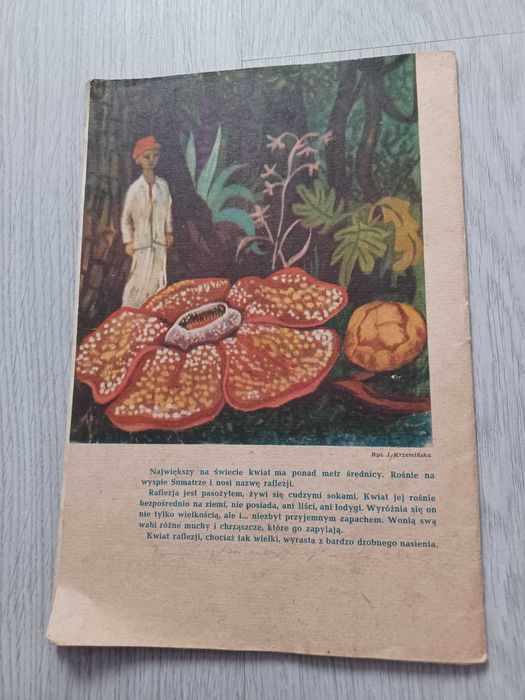 Rys. J. Krzemińska
Największy na świecie kwiat ma ponad metr średnicy. Rośnie na
wyspie Sumatrze i nosi nazwę raflezji.
Raflezja jest pasożytem, żywi się cudzymi sokami. Kwiat jej rośnie
bezpośrednio na ziemi, nie posiada, ani liści, ani łodygi. Wyróżnia się on
nie tylko wielkością, ale i... niezbyt przyjemnym zapachem. Wonią swą
wabi różne muchy i chrząszcze, które go zapylają.
Kwiat raflezji, chociaż tak wielki, wyrasta z bardzo drobnego nasienia.